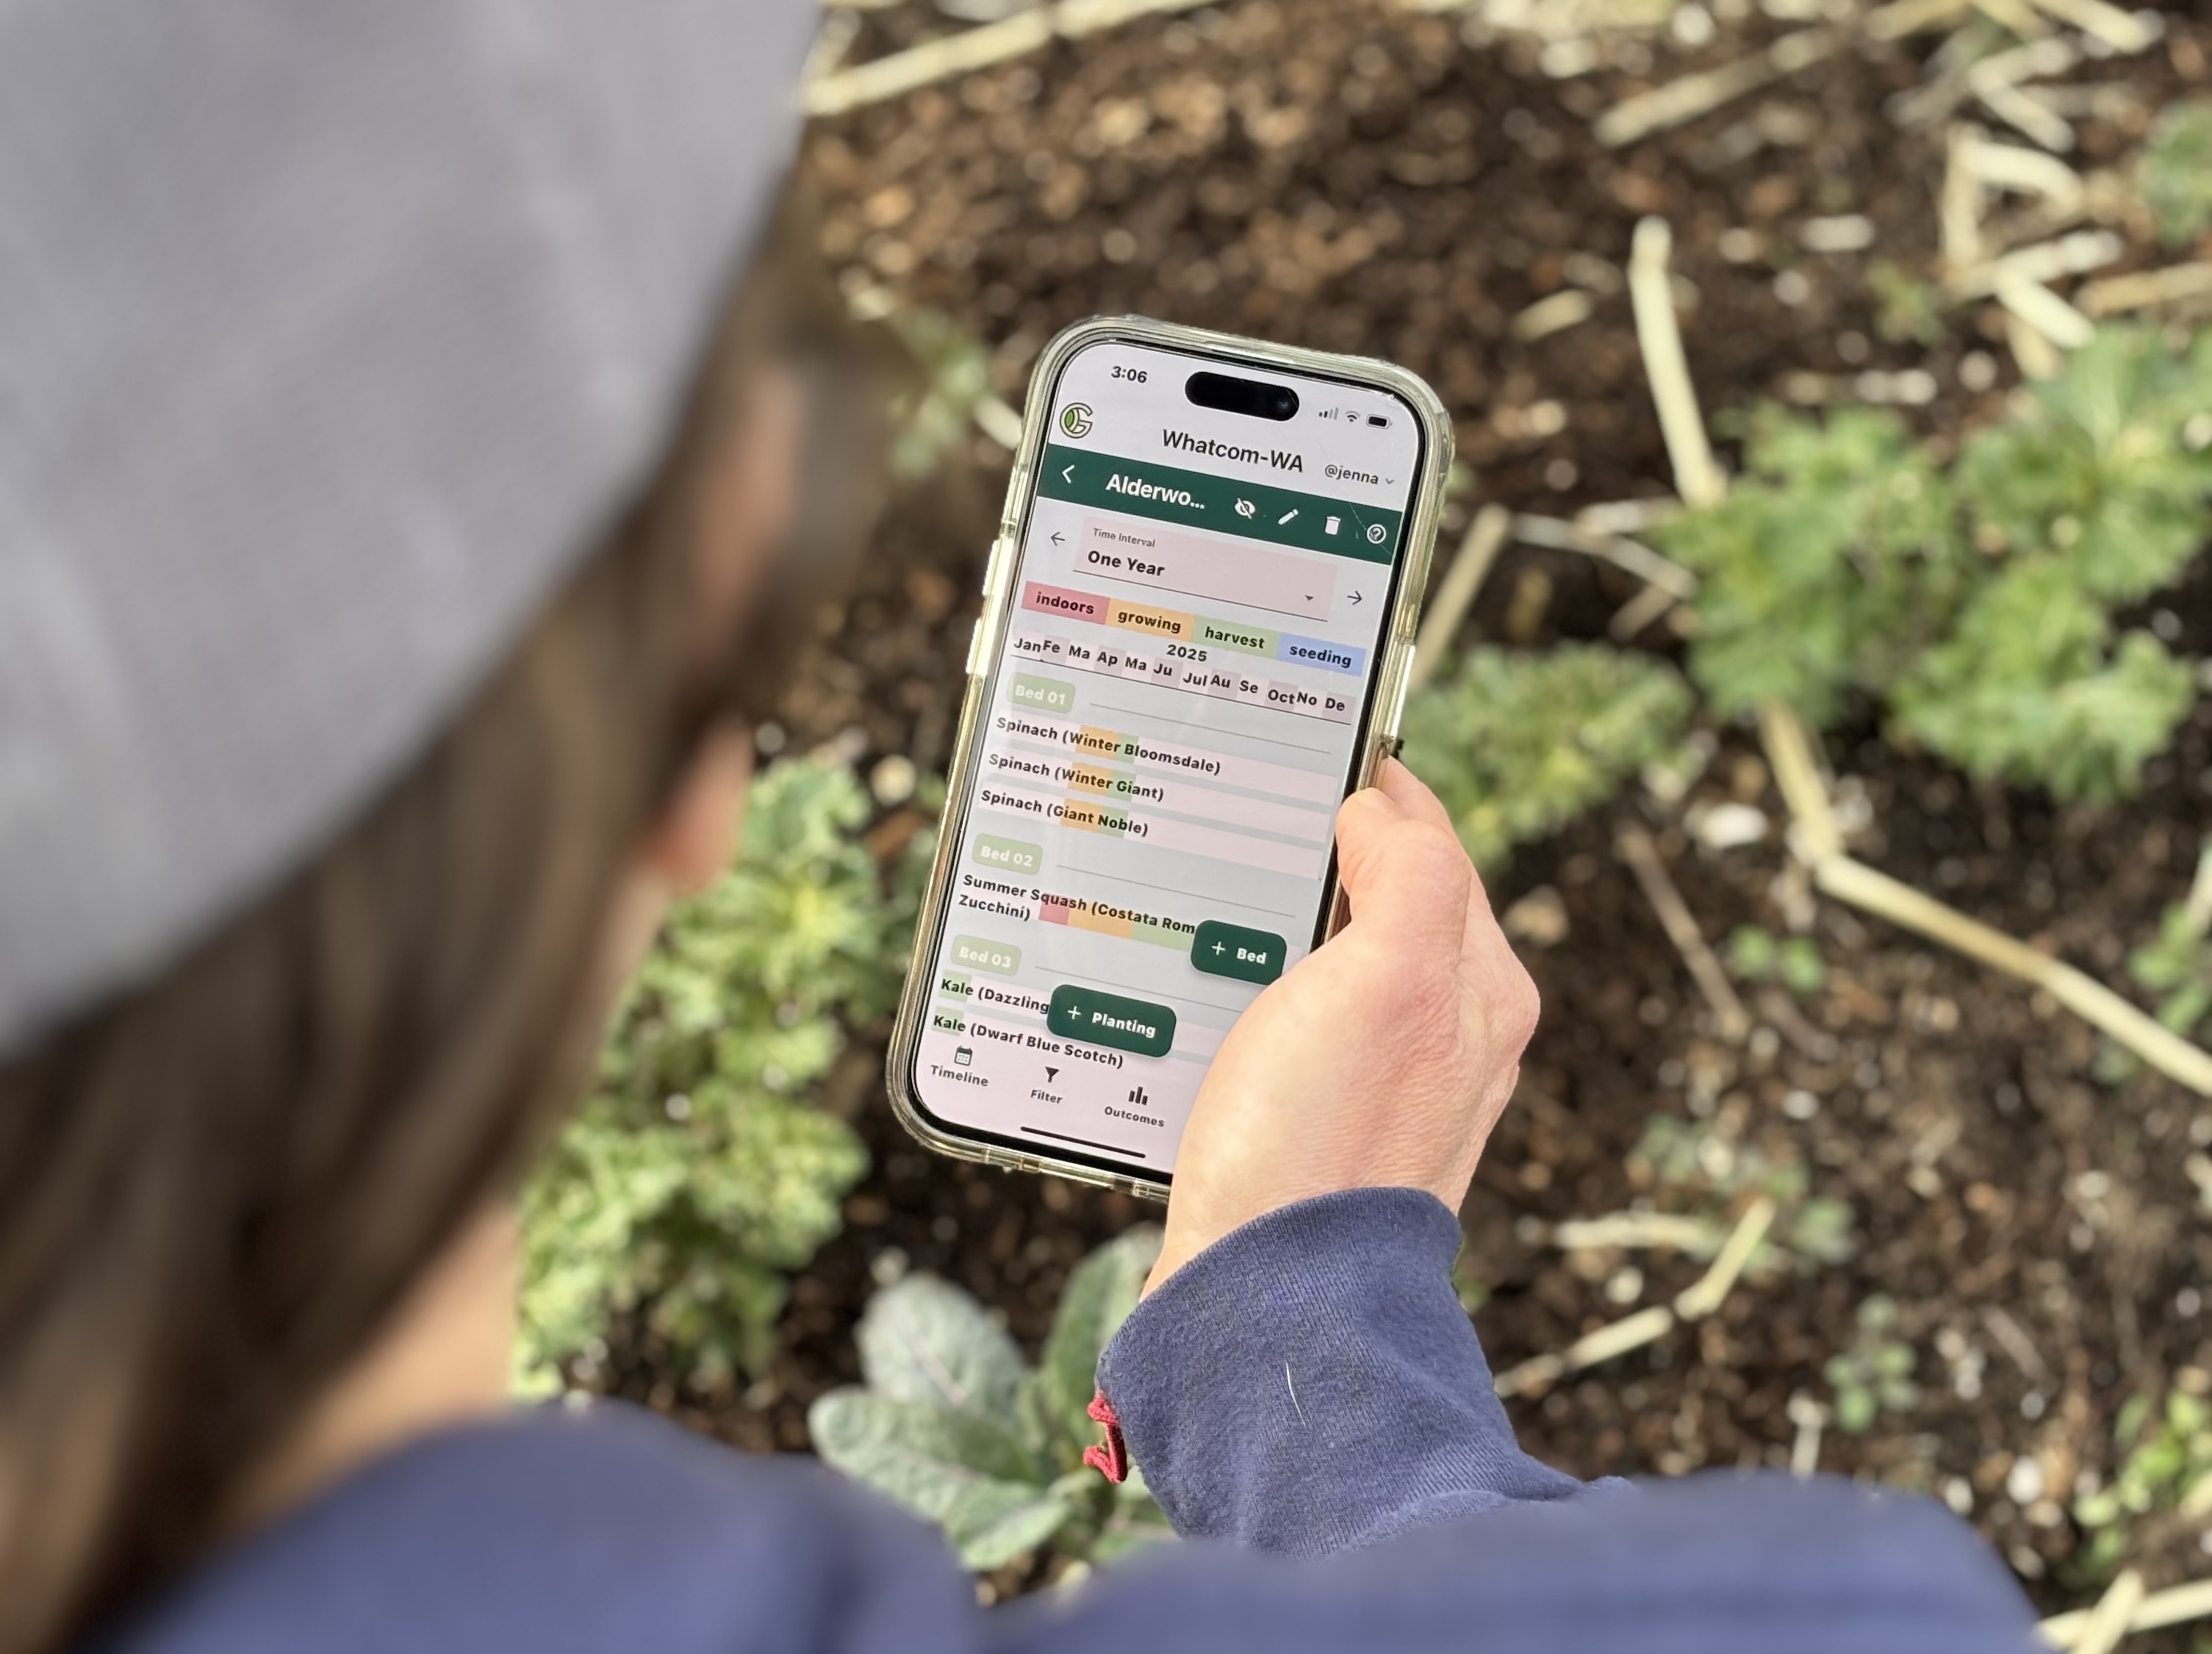 3:06
Whatcom-WA
@jenna
Alderwo...
Time Interval
One Year
indoors growing harvest seeding
2025
Jan Fe Ma Ap Ma Ju Jul Au Se Oct No De
Bed 01
Spinach (Winter Bloomsdale)
Spinach (Winter Giant)
Spinach (Giant Noble)
Bed 02
Summer Squash (Costata Rom
Zucchini)
+ Bed
Bed 03
Kale (Dazzling
+ Planting
Kale (Dwarf Blue Scotch)
Timeline
Filter
Outcomes